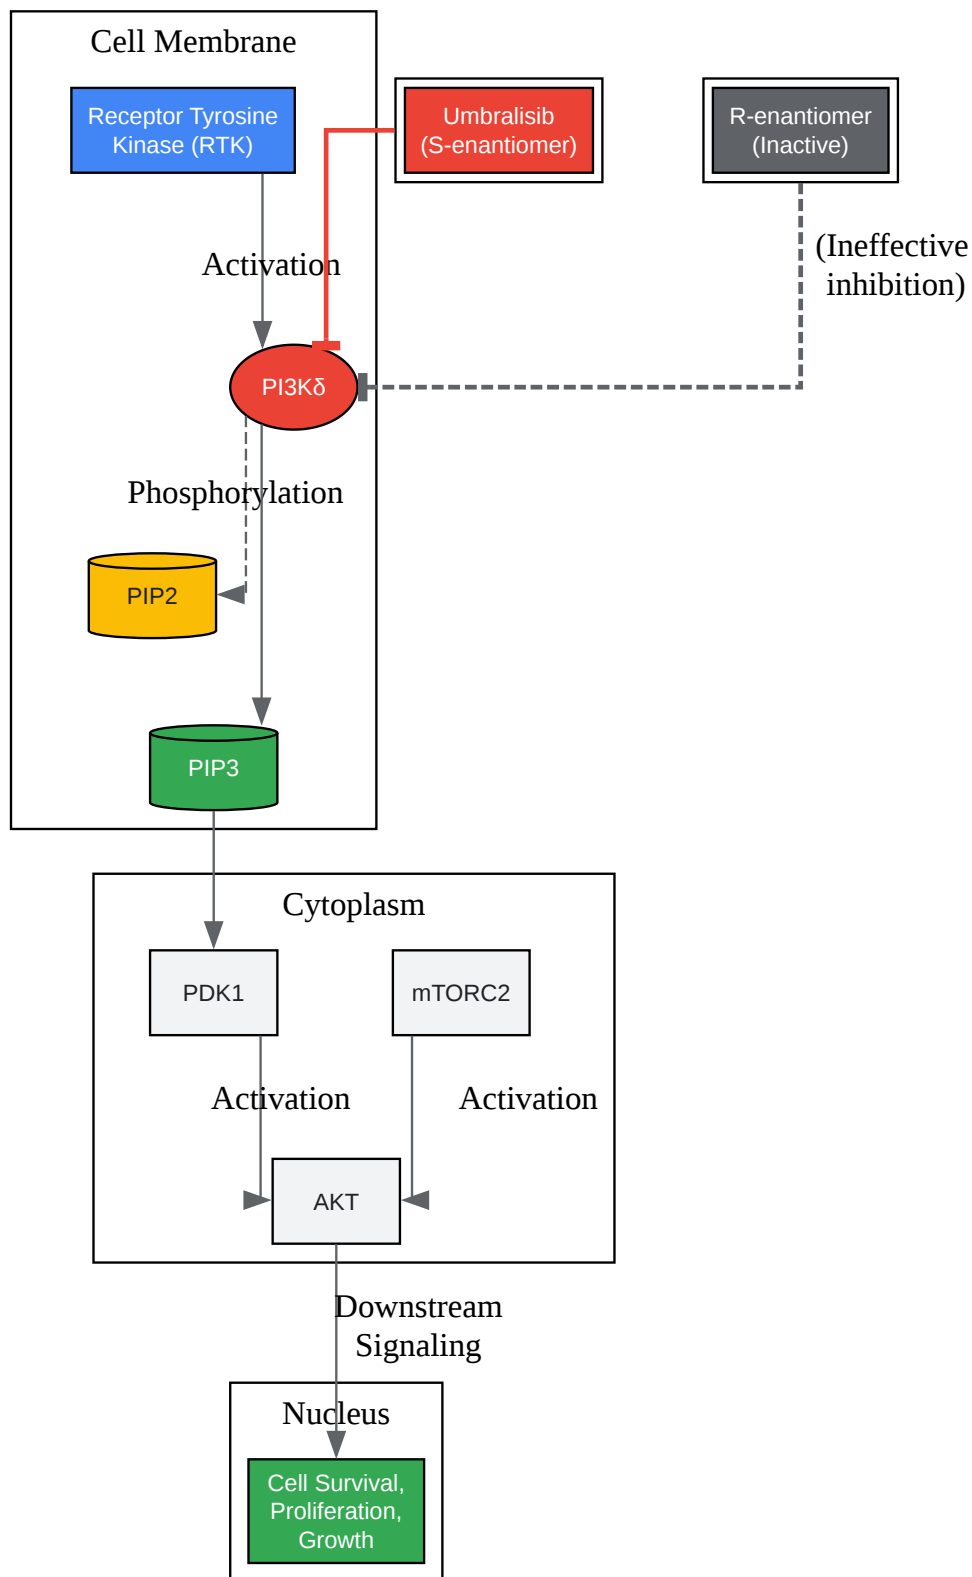 Cell Membrane
Receptor Tyrosine
Kinase (RTK)
Umbralisib
(S-enantiomer)
R-enantiomer
(Inactive)
Activation
(Ineffective
inhibition)
PI3Kδ
Phosphorylation
PIP2
PIP3
Cytoplasm
PDK1
mTORC2
Activation
Activation
AKT
Downstream
Signaling
Nucleus
Cell Survival,
Proliferation,
Growth